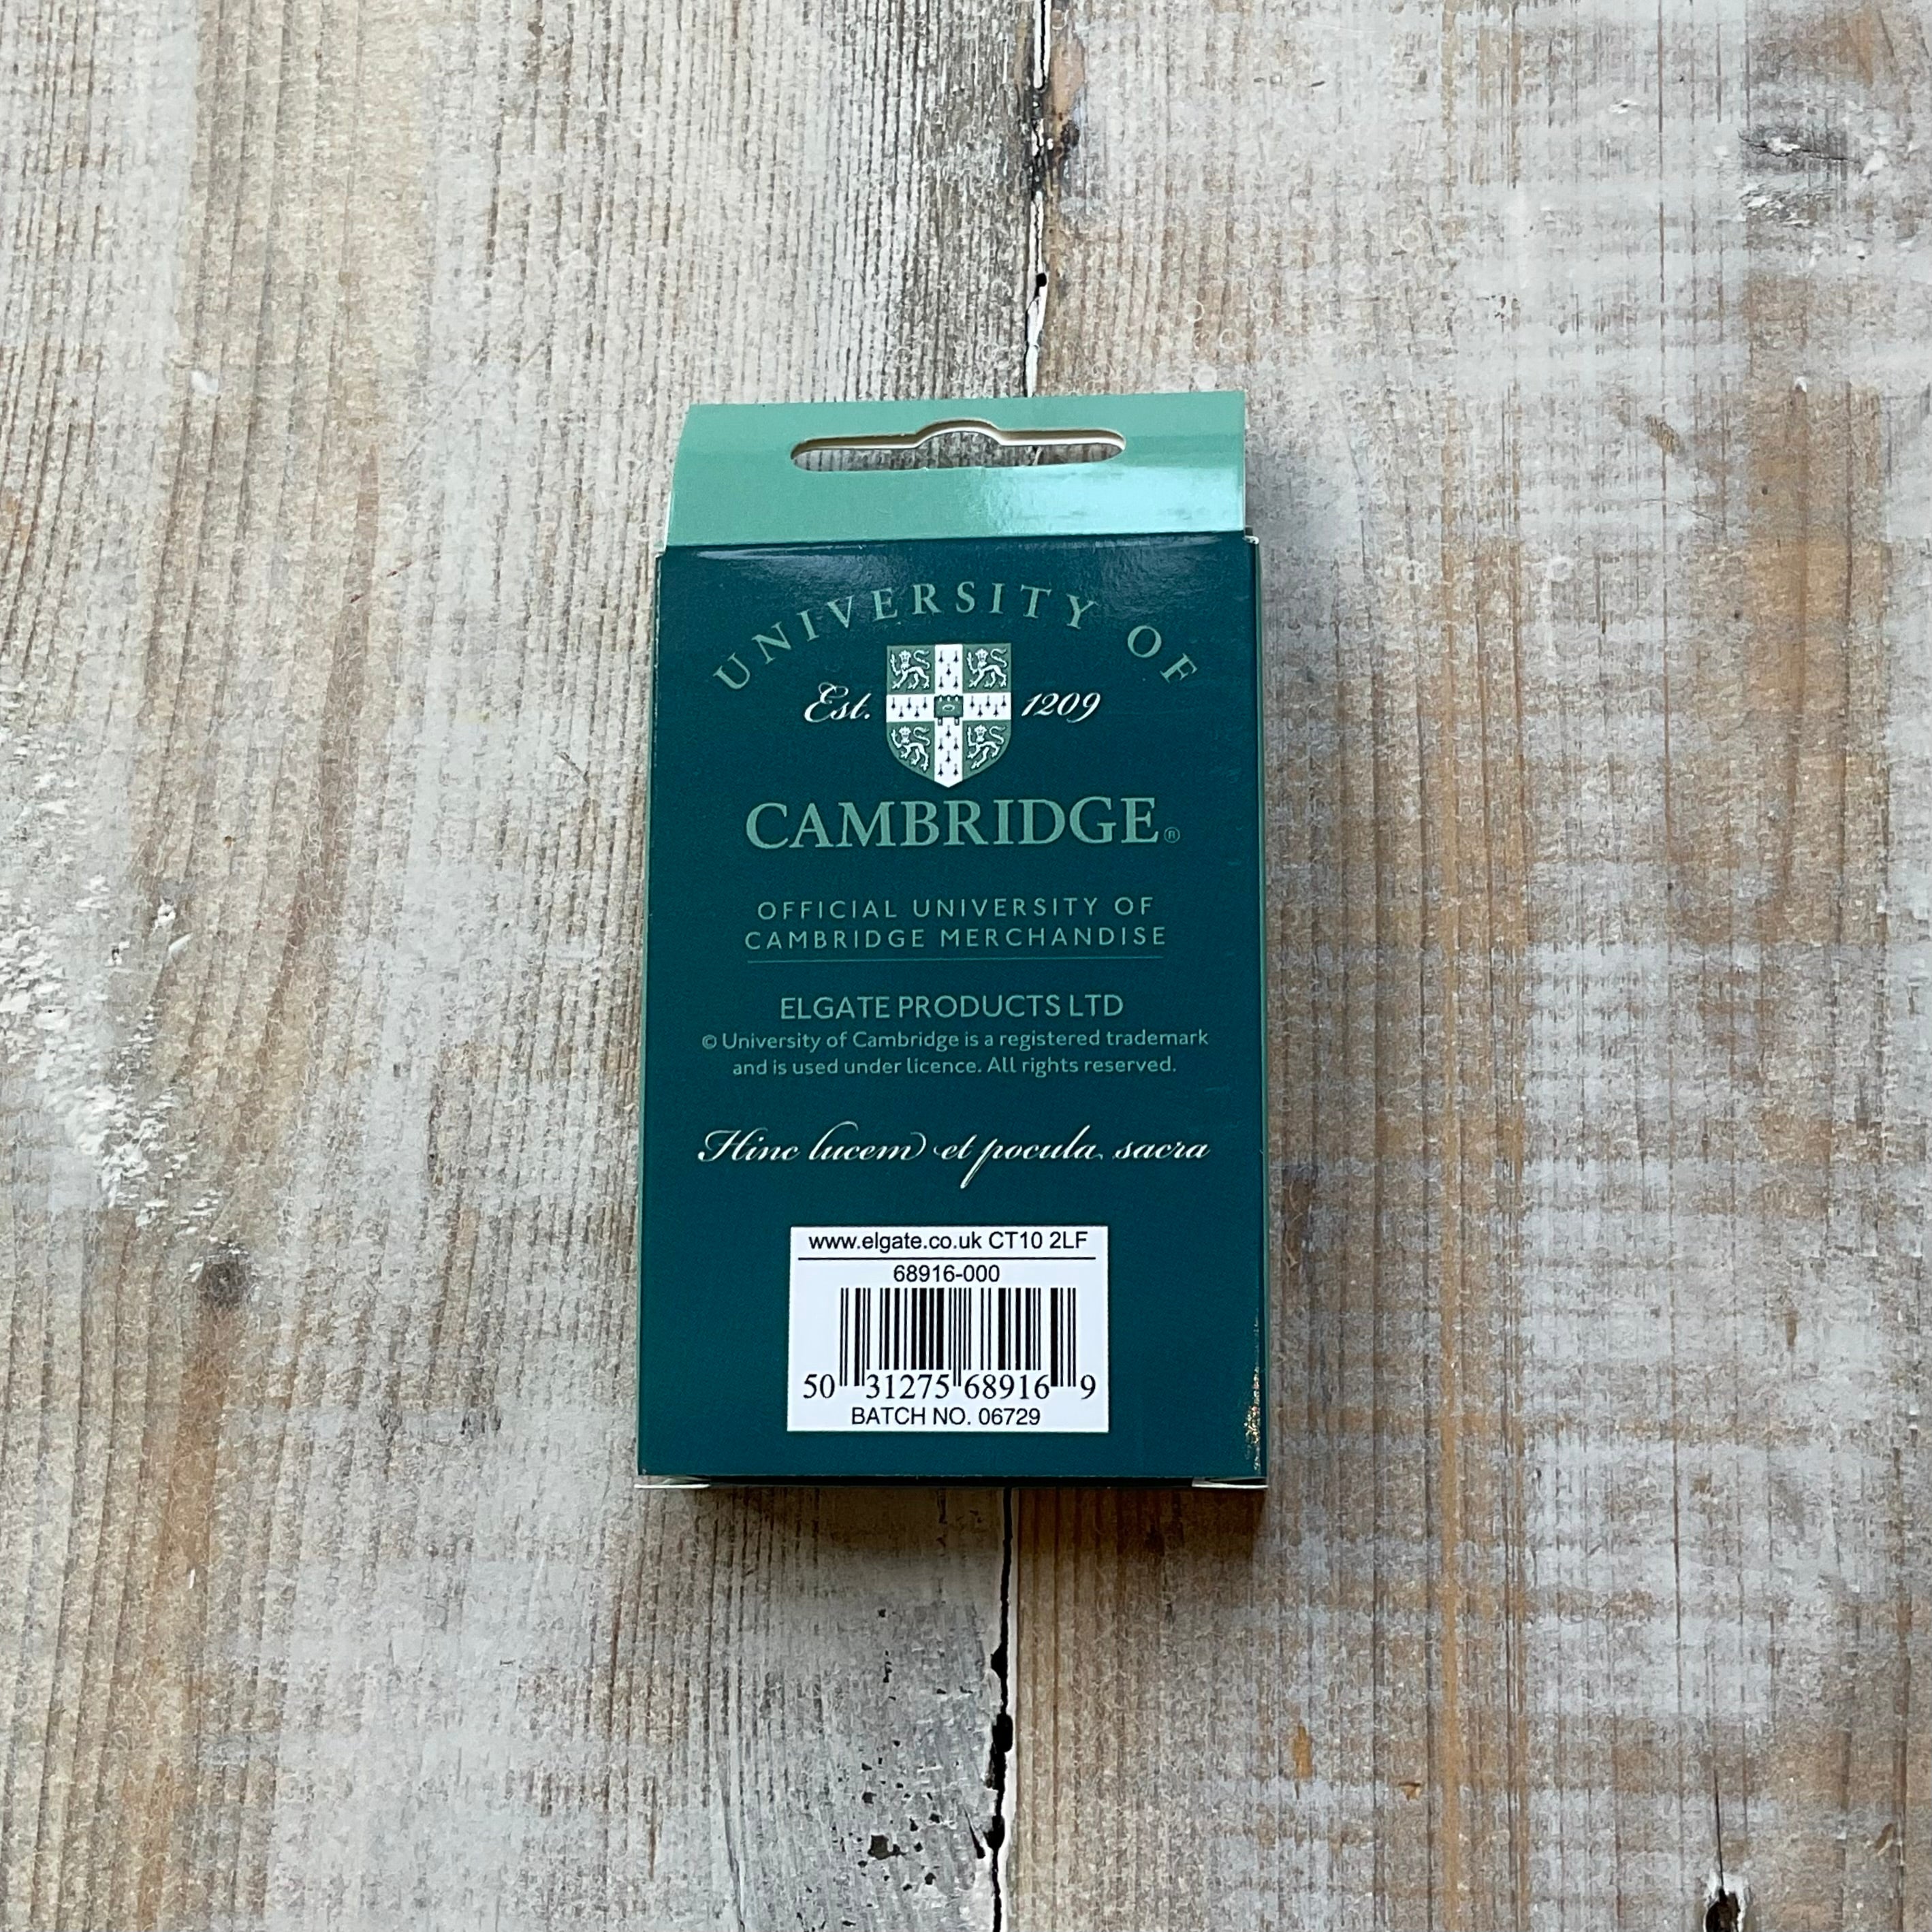 UNIVERSITY OF
Est. 1209
CAMBRIDGE®
OFFICIAL UNIVERSITY OF
CAMBRIDGE MERCHANDISE
ELGATE PRODUCTS LTD
© University of Cambridge is a registered trademark
and is used under licence. All rights reserved.
Hinc lucem et pocula sacra
www.elgate.co.uk CT10 2LF
68916-000
50 31275 68916 9
BATCH NO. 06729